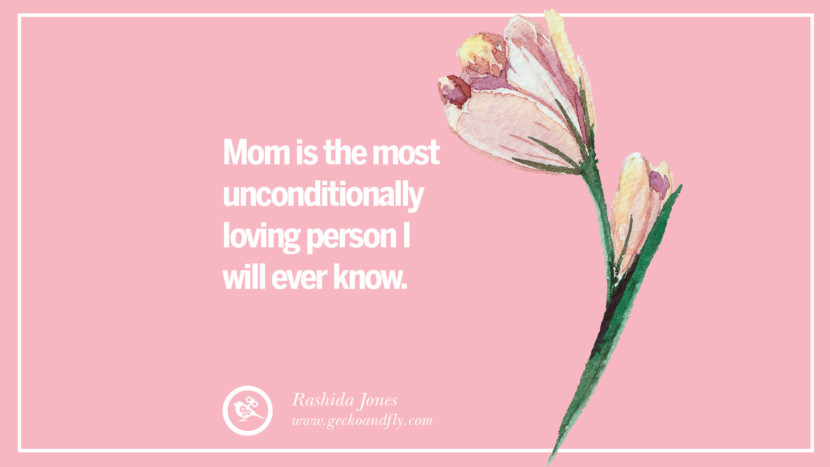 Mom is the most
unconditionally
loving person I
will ever know.
Rashida Jones
www.geckoandfly.com